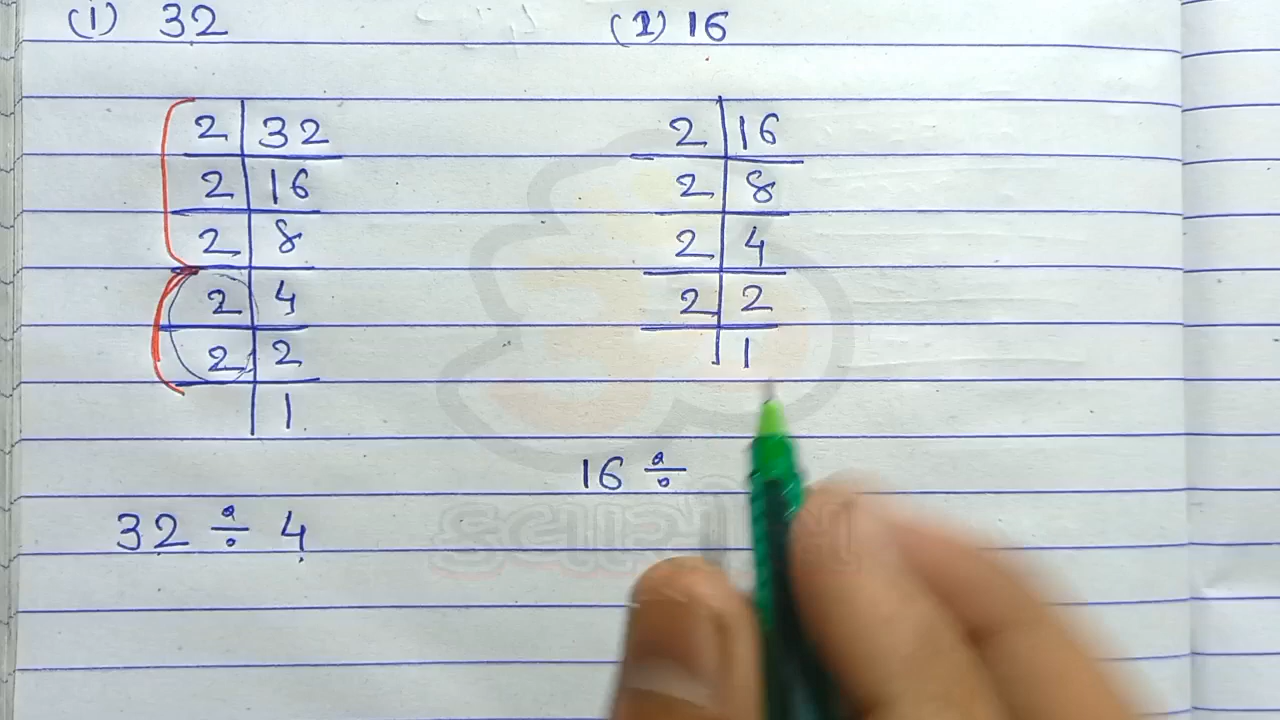 (i) 32
(2) 16
2 | 32
2 | 16
2 | 8
2 | 4
2 | 2
| 1
2 | 16
2 | 8
2 | 4
2 | 2
| 1
16 ÷
32 ÷ 4